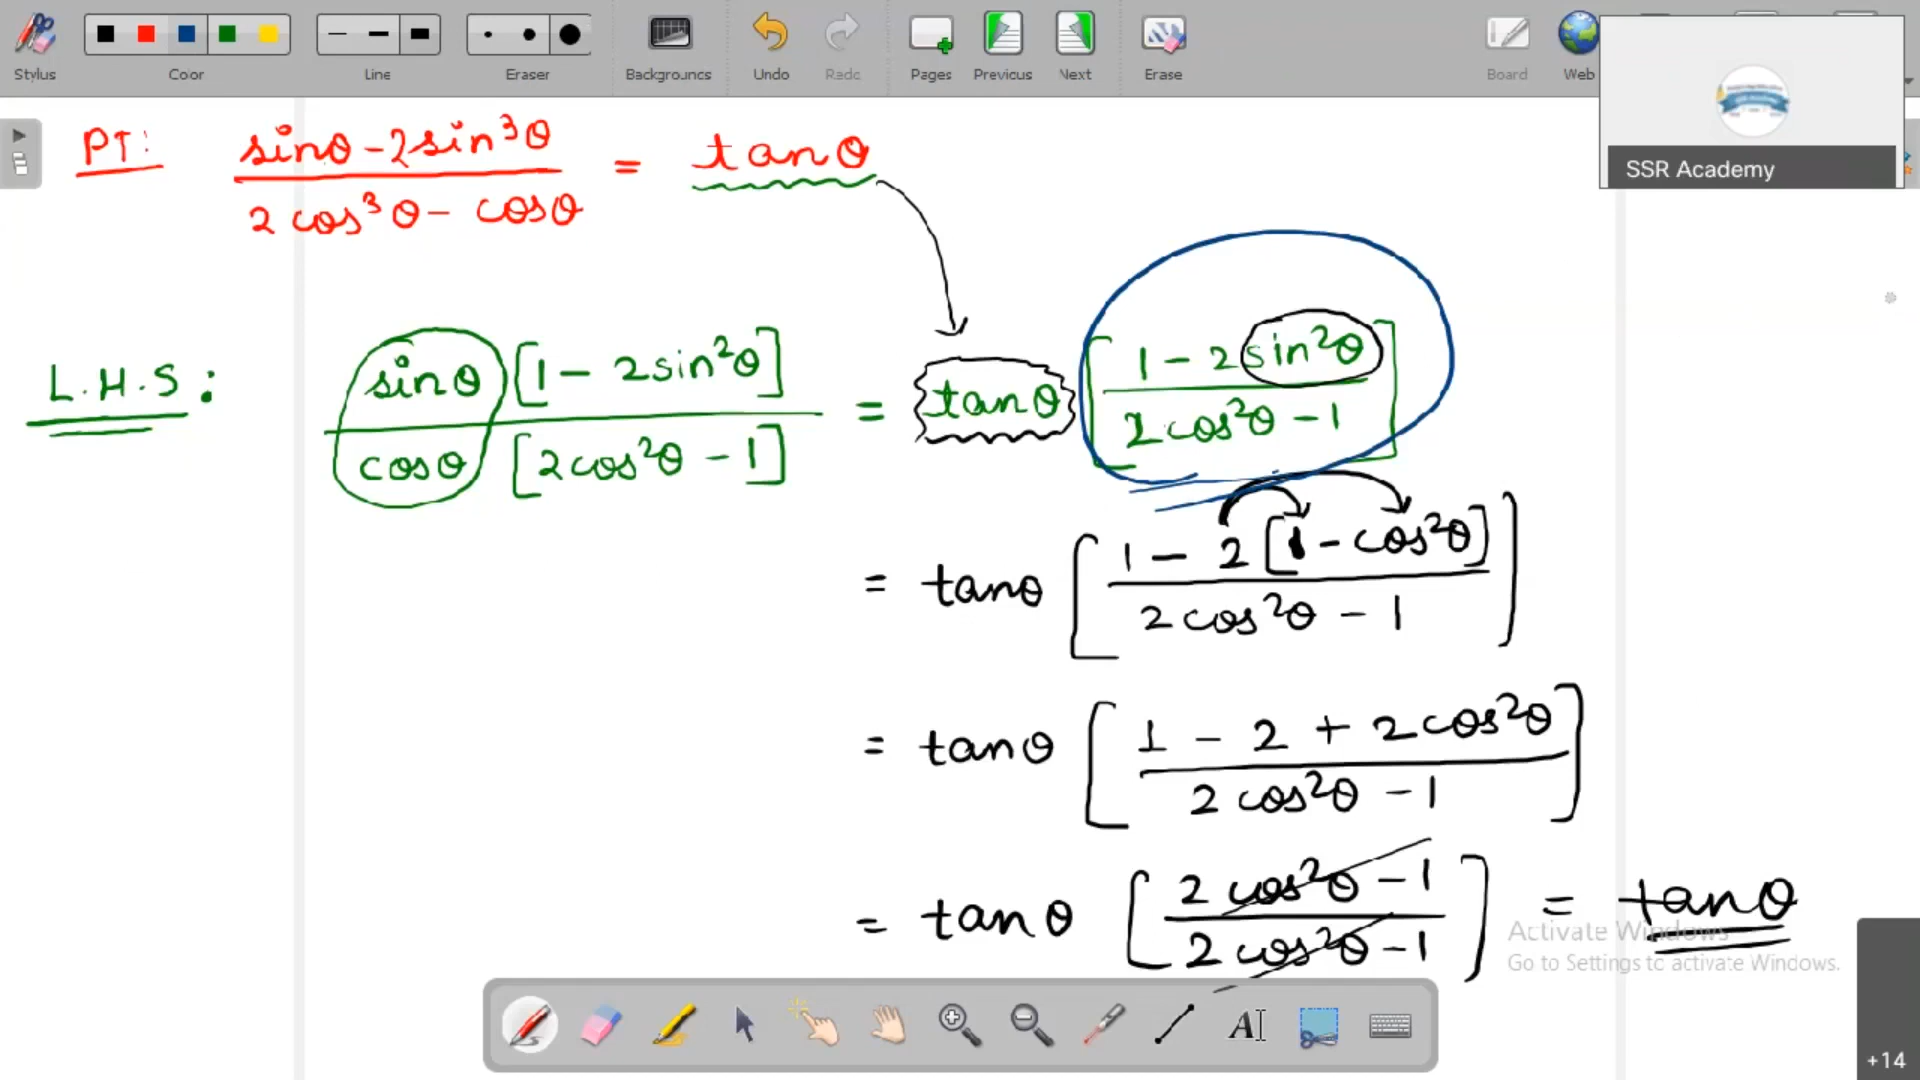 Stylus Color Line Eraser Backgrounds Undo Redo Pages Previous Next Erase Board Web
SSR Academy
PT: sinθ - 2sin³θ / 2cos³θ - cosθ = tanθ
L.H.S : sinθ [1 - 2sin²θ] / cosθ [2cos²θ - 1] = tanθ [1 - 2sin²θ / 2cos²θ - 1]
= tanθ [1 - 2[1 - cos²θ] / 2cos²θ - 1]
= tanθ [1 - 2 + 2cos²θ / 2cos²θ - 1]
= tanθ [2cos²θ - 1 / 2cos²θ - 1] = tanθ
Activate Windows
Go to Settings to activate Windows.
+14